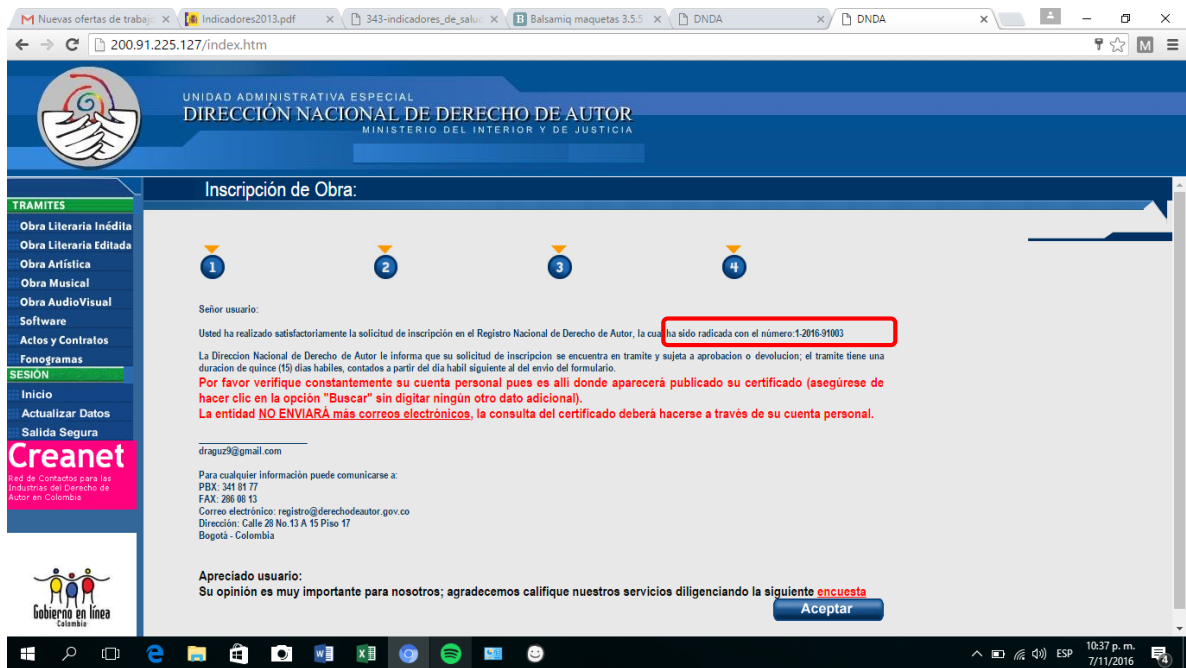 Nuevas ofertas de trabajo
Indicadores2013.pdf
343-indicadores_de_salud
Balsamiq maquetas 3.5.5
DNDA
DNDA
200.91.225.127/index.htm
UNIDAD ADMINISTRATIVA ESPECIAL
DIRECCIÓN NACIONAL DE DERECHO DE AUTOR
MINISTERIO DEL INTERIOR Y DE JUSTICIA
Inscripción de Obra:
TRAMITES
Obra Literaria Inédita
Obra Literaria Editada
Obra Artística
Obra Musical
Obra AudioVisual
Software
Actos y Contratos
Fonogramas
SESIÓN
Inicio
Actualizar Datos
Salida Segura
Creanet
Red de Contactos para las
Industrias del Derecho de
Autor en Colombia
Gobierno en línea
Colombia
1 2 3 4
Señor usuario:
Usted ha realizado satisfactoriamente la solicitud de inscripción en el Registro Nacional de Derecho de Autor, la cual ha sido radicada con el número:1-2016-91003
La Direccion Nacional de Derecho de Autor le informa que su solicitud de inscripcion se encuentra en tramite y sujeta a aprobacion o devolucion; el tramite tiene una
duracion de quince (15) dias habiles, contados a partir del dia habil siguiente al del envio del formulario.
Por favor verifique constantemente su cuenta personal pues es alli donde aparecerá publicado su certificado (asegúrese de
hacer clic en la opción "Buscar" sin digitar ningún otro dato adicional).
La entidad NO ENVIARÁ más correos electrónicos, la consulta del certificado deberá hacerse a través de su cuenta personal.
draguz9@gmail.com
Para cualquier información puede comunicarse a:
PBX: 341 81 77
FAX: 286 08 13
Correo electrónico: registro@derechodeautor.gov.co
Dirección: Calle 28 No.13 A 15 Piso 17
Bogotá - Colombia
Apreciado usuario:
Su opinión es muy importante para nosotros; agradecemos califique nuestros servicios diligenciando la siguiente encuesta
Aceptar
ESP
10:37 p. m.
7/11/2016
4